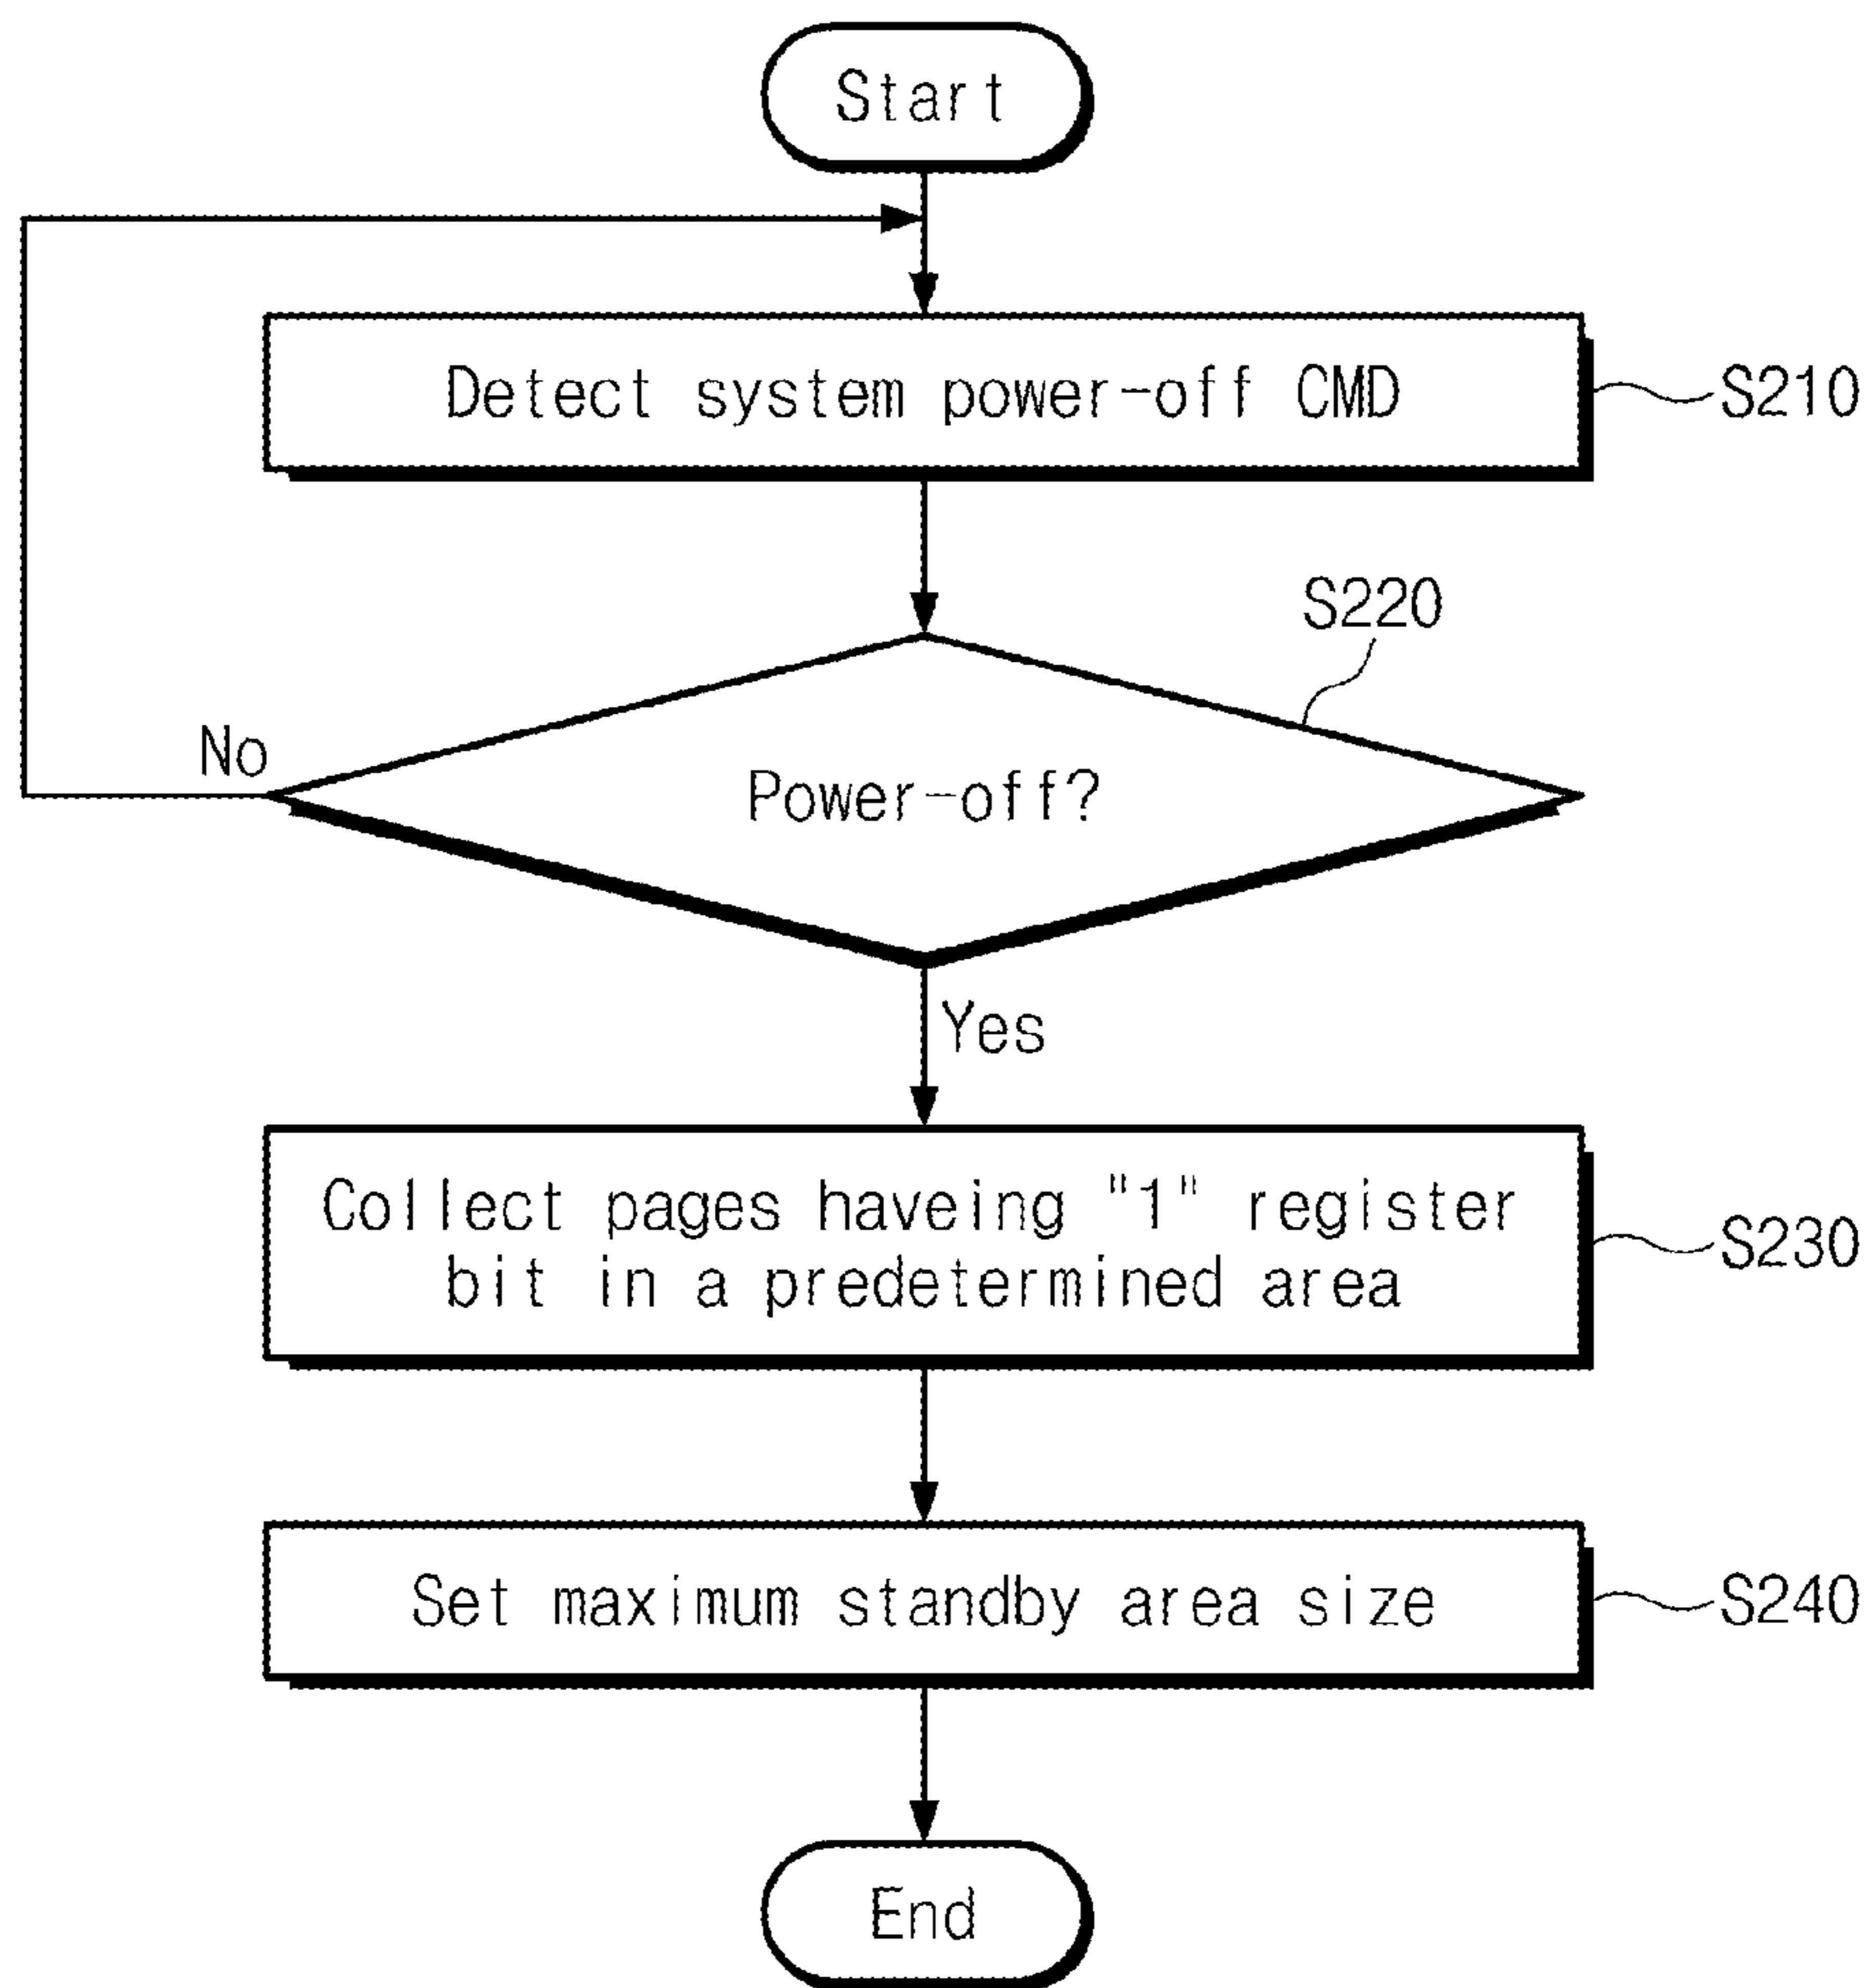 Start
Detect system power-off CMD
S210
S220
No
Power-off?
Yes
Collect pages haveing "1" register
bit in a predetermined area
S230
Set maximum standby area size
S240
End